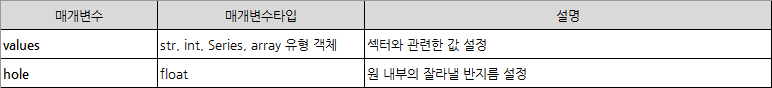 매개변수 매개변수타입 설명
values str, int, Series, array 유형 객체 섹터와 관련한 값 설정
hole float 원 내부의 잘라낼 반지름 설정